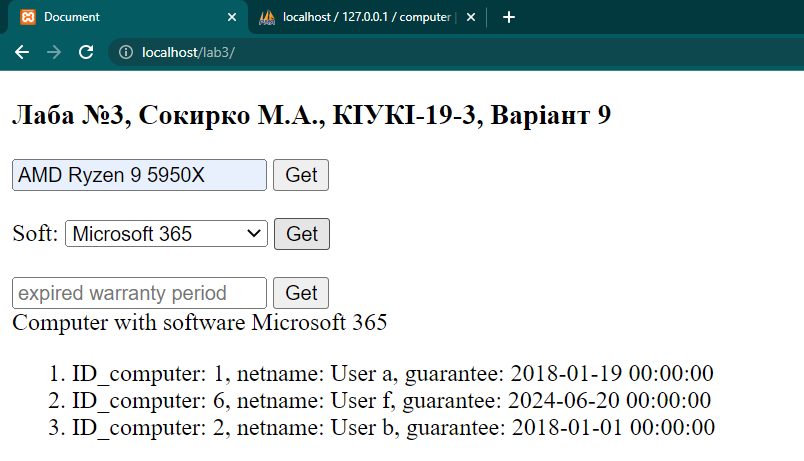 Document
localhost / 127.0.0.1 / computer
localhost/lab3/
Лаба №3, Сокирко М.А., КІУКІ-19-3, Варіант 9
AMD Ryzen 9 5950X Get
Soft: Microsoft 365 Get
expired warranty period Get
Computer with software Microsoft 365
1. ID_computer: 1, netname: User a, guarantee: 2018-01-19 00:00:00
2. ID_computer: 6, netname: User f, guarantee: 2024-06-20 00:00:00
3. ID_computer: 2, netname: User b, guarantee: 2018-01-01 00:00:00